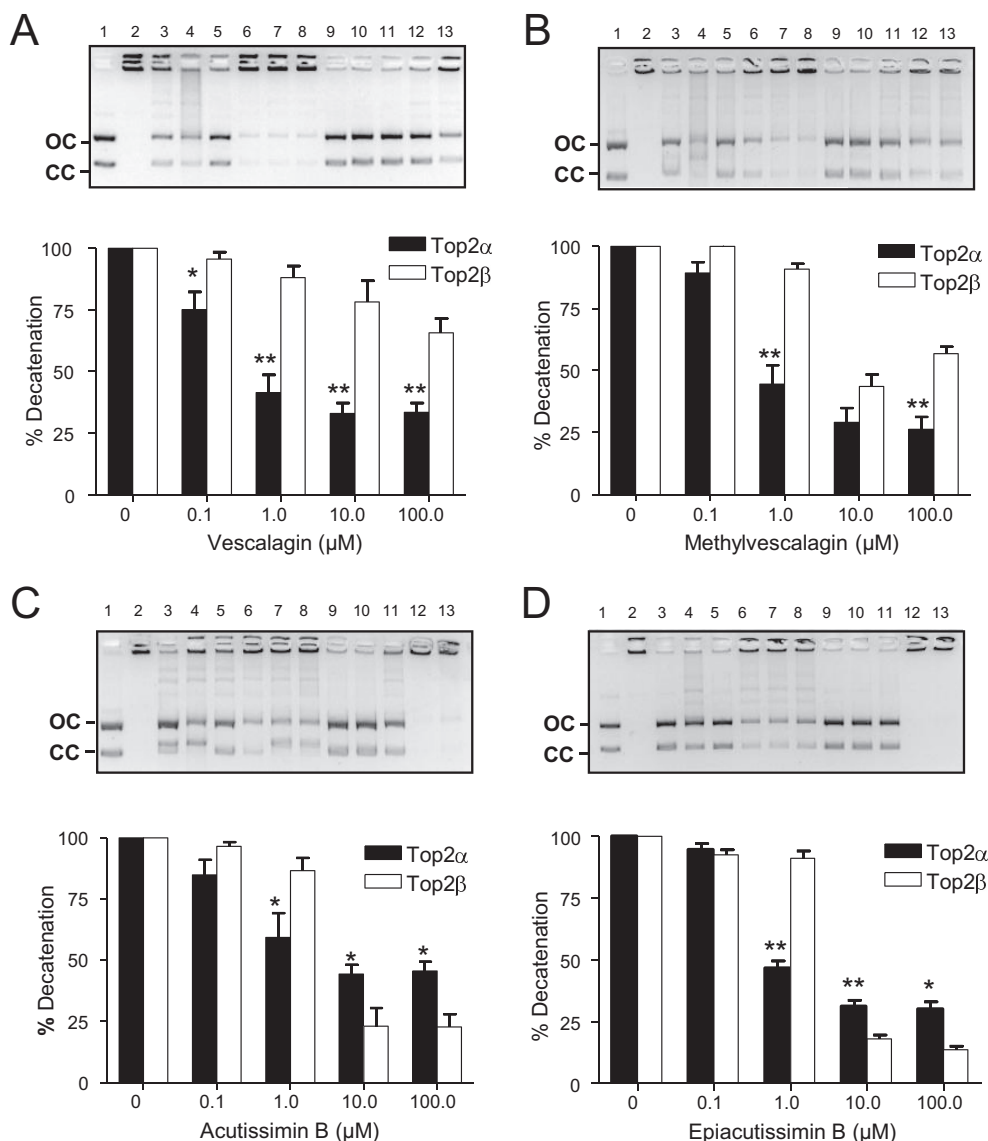 A
1 2 3 4 5 6 7 8 9 10 11 12 13
OC
CC
Top2α
Top2β
% Decatenation
100
75
50
25
0
*
**
**
**
0 0.1 1.0 10.0 100.0
Vescalagin (µM)
B
1 2 3 4 5 6 7 8 9 10 11 12 13
OC
CC
Top2α
Top2β
% Decatenation
100
75
50
25
0
**
**
0 0.1 1.0 10.0 100.0
Methylvescalagin (µM)
C
1 2 3 4 5 6 7 8 9 10 11 12 13
OC
CC
Top2α
Top2β
% Decatenation
100
75
50
25
0
*
*
*
0 0.1 1.0 10.0 100.0
Acutissimin B (µM)
D
1 2 3 4 5 6 7 8 9 10 11 12 13
OC
CC
Top2α
Top2β
% Decatenation
100
75
50
25
0
**
**
*
0 0.1 1.0 10.0 100.0
Epiacutissimin B (µM)